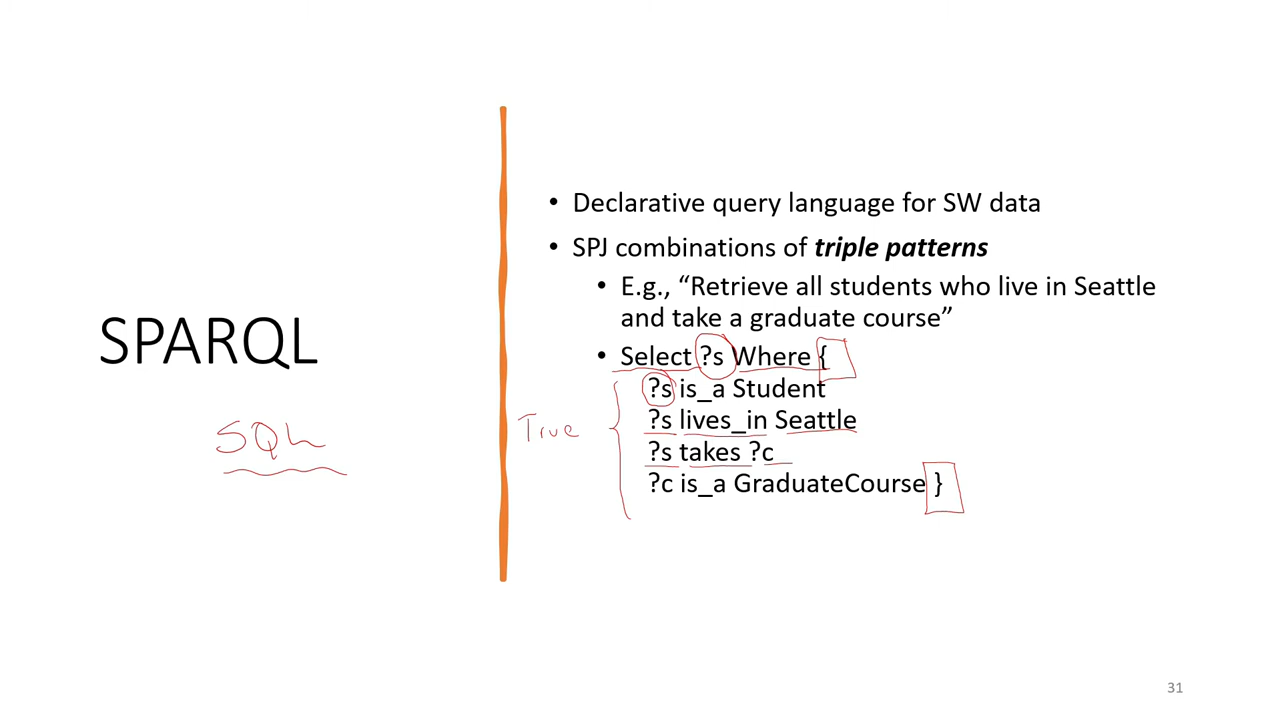 SPARQL
SQL
• Declarative query language for SW data
• SPJ combinations of triple patterns
• E.g., “Retrieve all students who live in Seattle
and take a graduate course”
• Select ?s Where {
?s is_a Student
?s lives_in Seattle
?s takes ?c
?c is_a GraduateCourse }
True
31